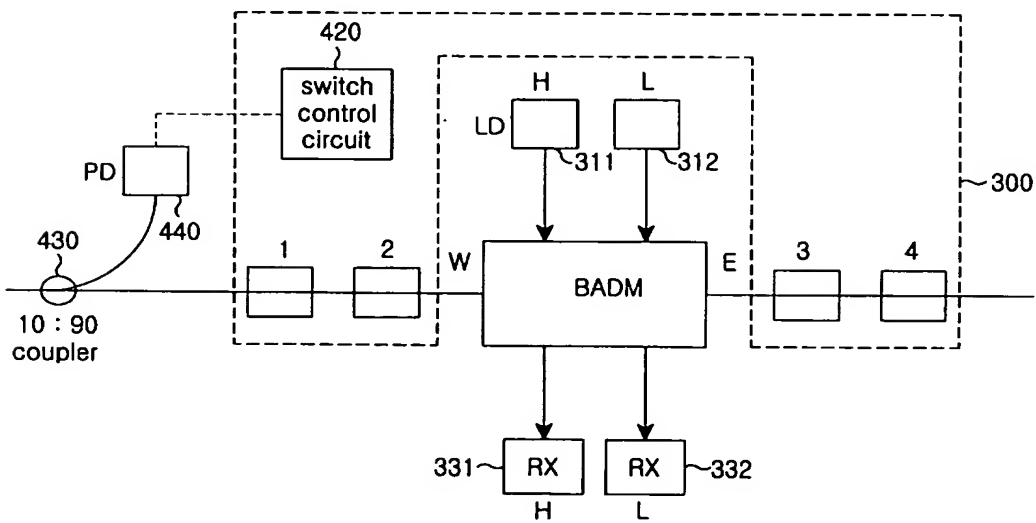 420
switch
control
circuit
H
L
LD
311
312
300
PD
440
430
1
2
W
BADM
E
3
4
10 : 90
coupler
331
RX
RX
332
H
L